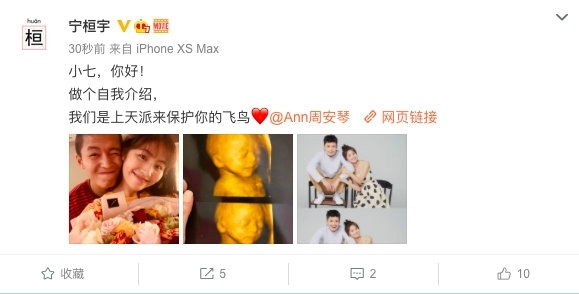 huán
桓
宁桓宇
30秒前 来自 iPhone XS Max
小七，你好！
做个自我介绍，
我们是上天派来保护你的飞鸟❤️@Ann周安琴 网页链接
收藏
5
2
10